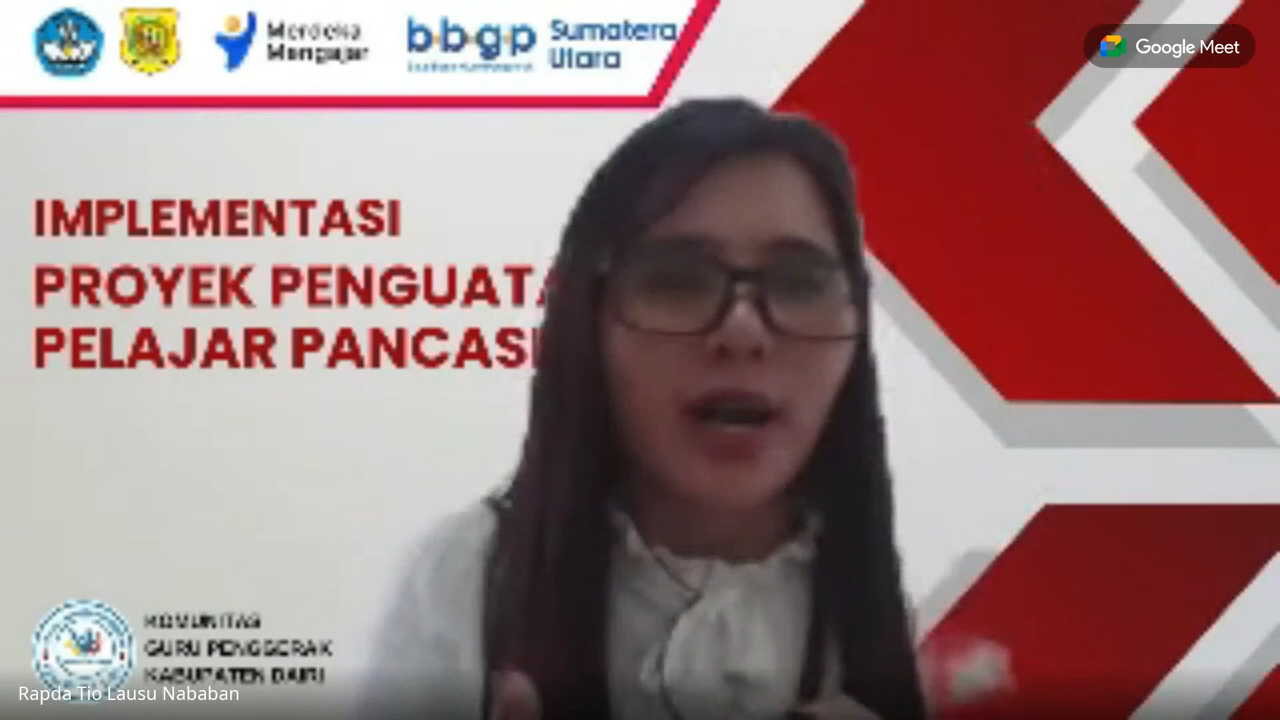 Merdeka
Mengajar
bbgp
Sumatera
Utara
Google Meet
IMPLEMENTASI
PROYEK PENGUATA
PELAJAR PANCASI
KOMUNITAS
GURU PENGGERAK
KABUPATEN DAIRI
Rapda Tio Lausu Nababan